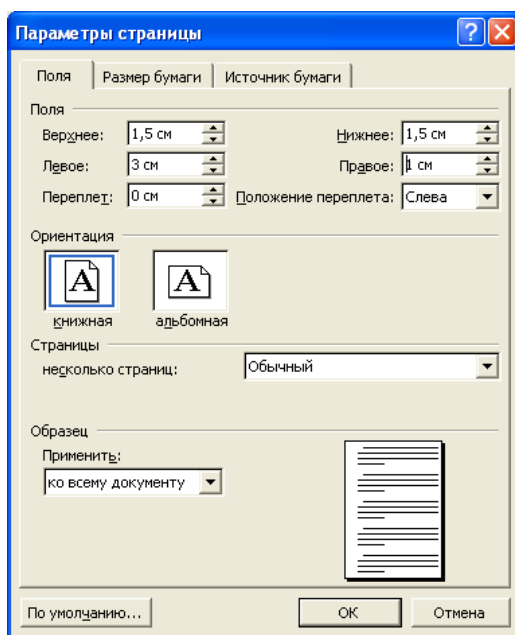 Параметры страницы
Поля Размер бумаги Источник бумаги
Поля
Верхнее: 1,5 см Нижнее: 1,5 см
Левое: 3 см Правое: 1 см
Переплет: 0 см Положение переплета: Слева
Ориентация
A A
книжная альбомная
Страницы
несколько страниц: Обычный
Образец
Применить:
ко всему документу
По умолчанию... ОК Отмена